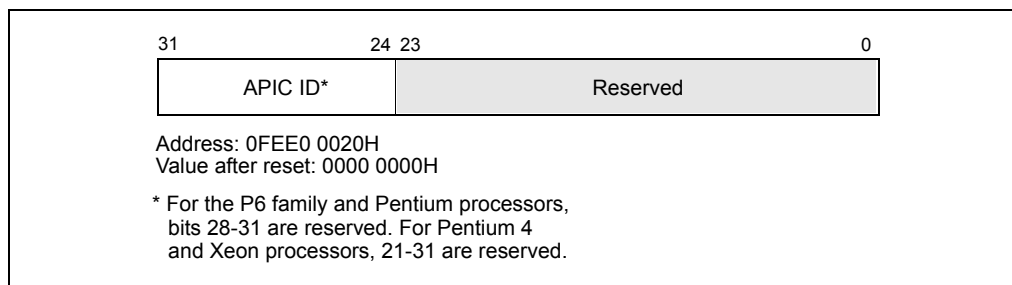 31 24 23 0
APIC ID* Reserved
Address: 0FEE0 0020H
Value after reset: 0000 0000H
* For the P6 family and Pentium processors,
bits 28-31 are reserved. For Pentium 4
and Xeon processors, 21-31 are reserved.